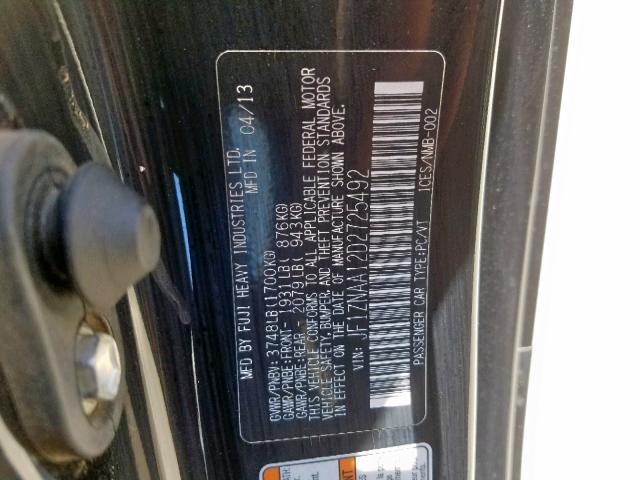 MFD BY FUJI HEAVY INDUSTRIES LTD.
MFD IN 04/13
GVWR/PNBV: 3748LB(1700KG)
GAWR/PNBE:FRONT- 1931LB( 876KG)
GAWR/PNBE:REAR - 2079LB( 943KG)
THIS VEHICLE CONFORMS TO ALL APPLICABLE FEDERAL MOTOR
VEHICLE SAFETY, BUMPER, AND THEFT PREVENTION STANDARDS
IN EFFECT ON THE DATE OF MANUFACTURE SHOWN ABOVE.
VIN: JF1ZNAA12D2725492
PASSENGER CAR TYPE:PC/VT ICES/NMB-002